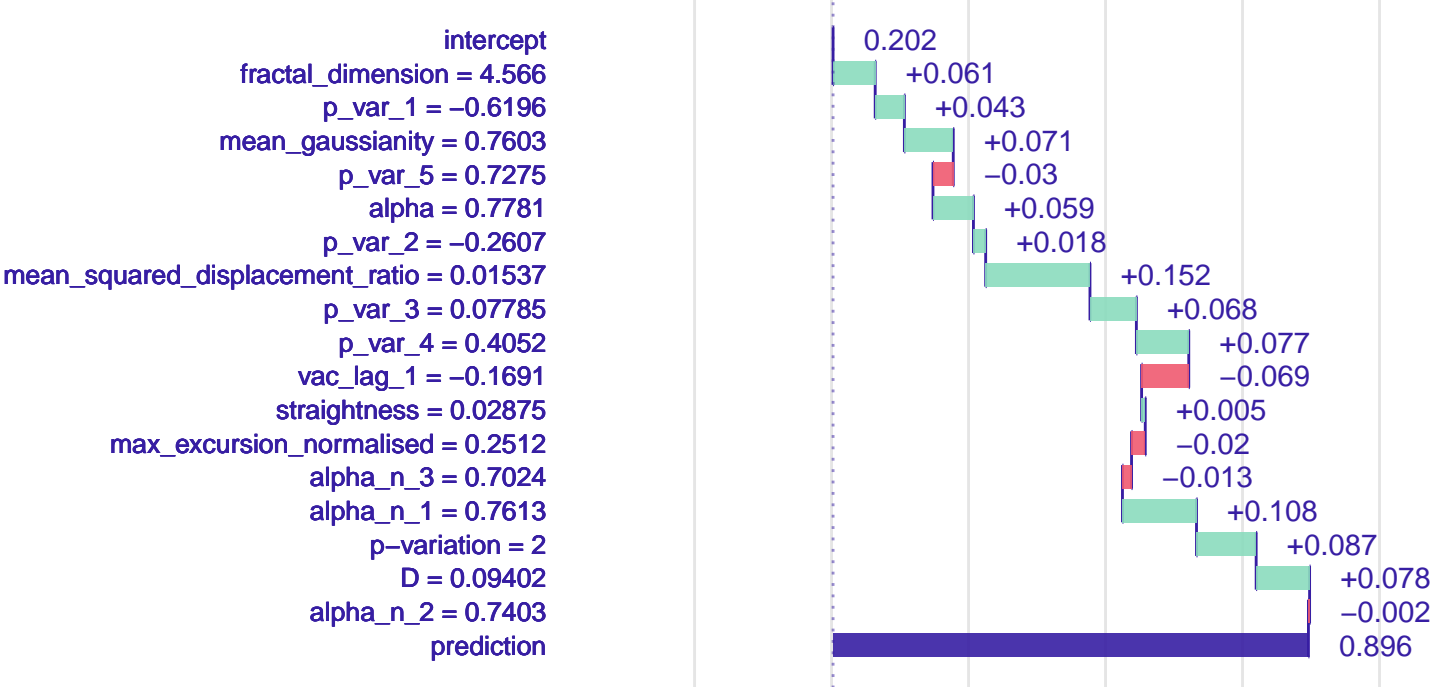 intercept 0.202
fractal_dimension = 4.566 +0.061
p_var_1 = −0.6196 +0.043
mean_gaussianity = 0.7603 +0.071
p_var_5 = 0.7275 −0.03
alpha = 0.7781 +0.059
p_var_2 = −0.2607 +0.018
mean_squared_displacement_ratio = 0.01537 +0.152
p_var_3 = 0.07785 +0.068
p_var_4 = 0.4052 +0.077
vac_lag_1 = −0.1691 −0.069
straightness = 0.02875 +0.005
max_excursion_normalised = 0.2512 −0.02
alpha_n_3 = 0.7024 −0.013
alpha_n_1 = 0.7613 +0.108
p−variation = 2 +0.087
D = 0.09402 +0.078
alpha_n_2 = 0.7403 −0.002
prediction 0.896